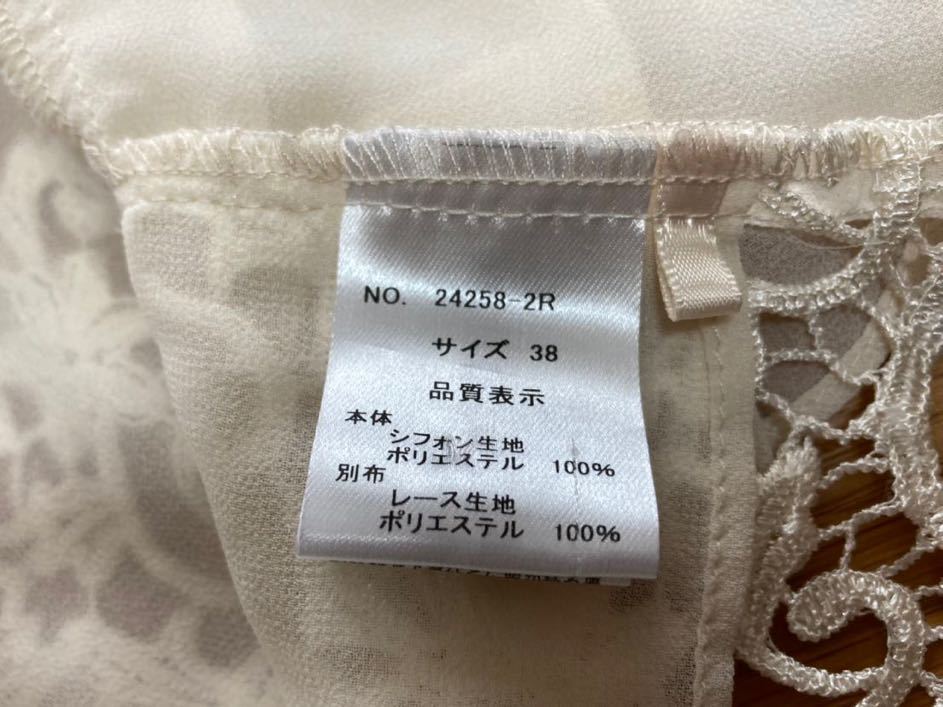 NO. 24258-2R
サイズ 38
品質表示
本体
シフォン生地
ポリエステル 100%
別布
レース生地
ポリエステル 100%